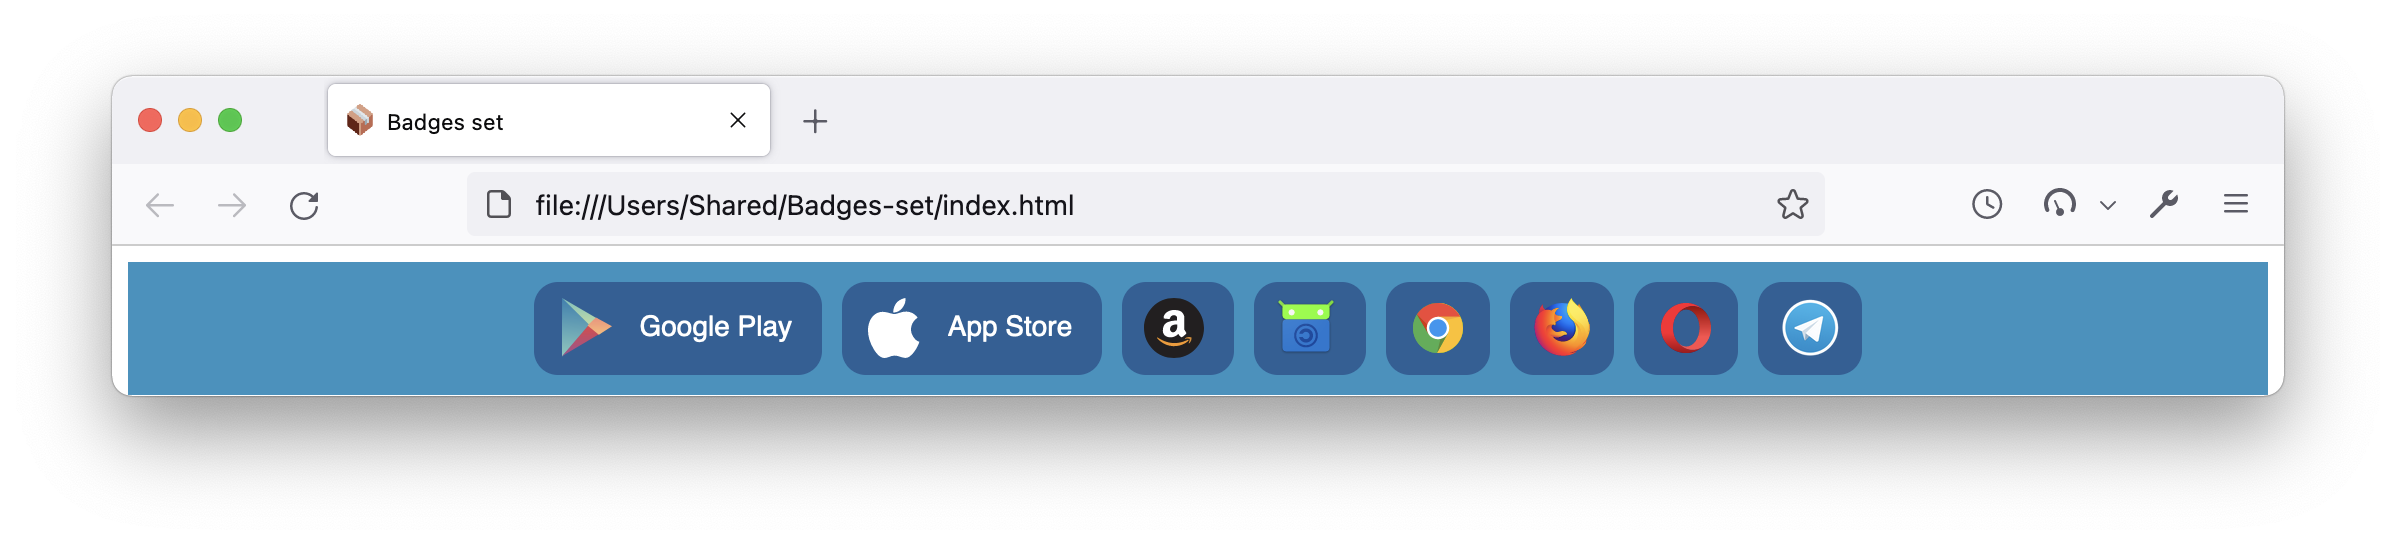 Badges set
file:///Users/Shared/Badges-set/index.html
Google Play
App Store
a